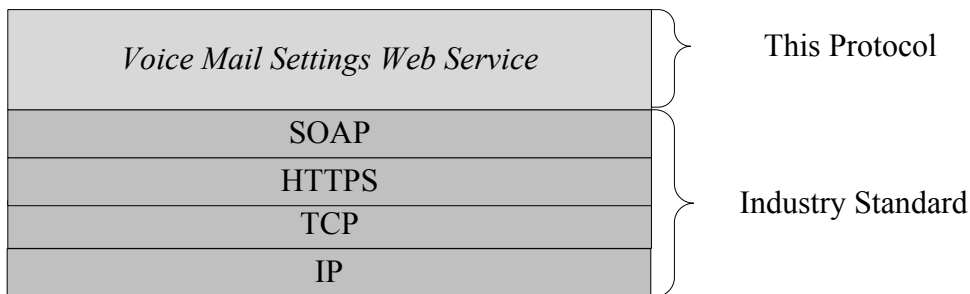 Voice Mail Settings Web Service
This Protocol
SOAP
HTTPS
TCP
IP
Industry Standard